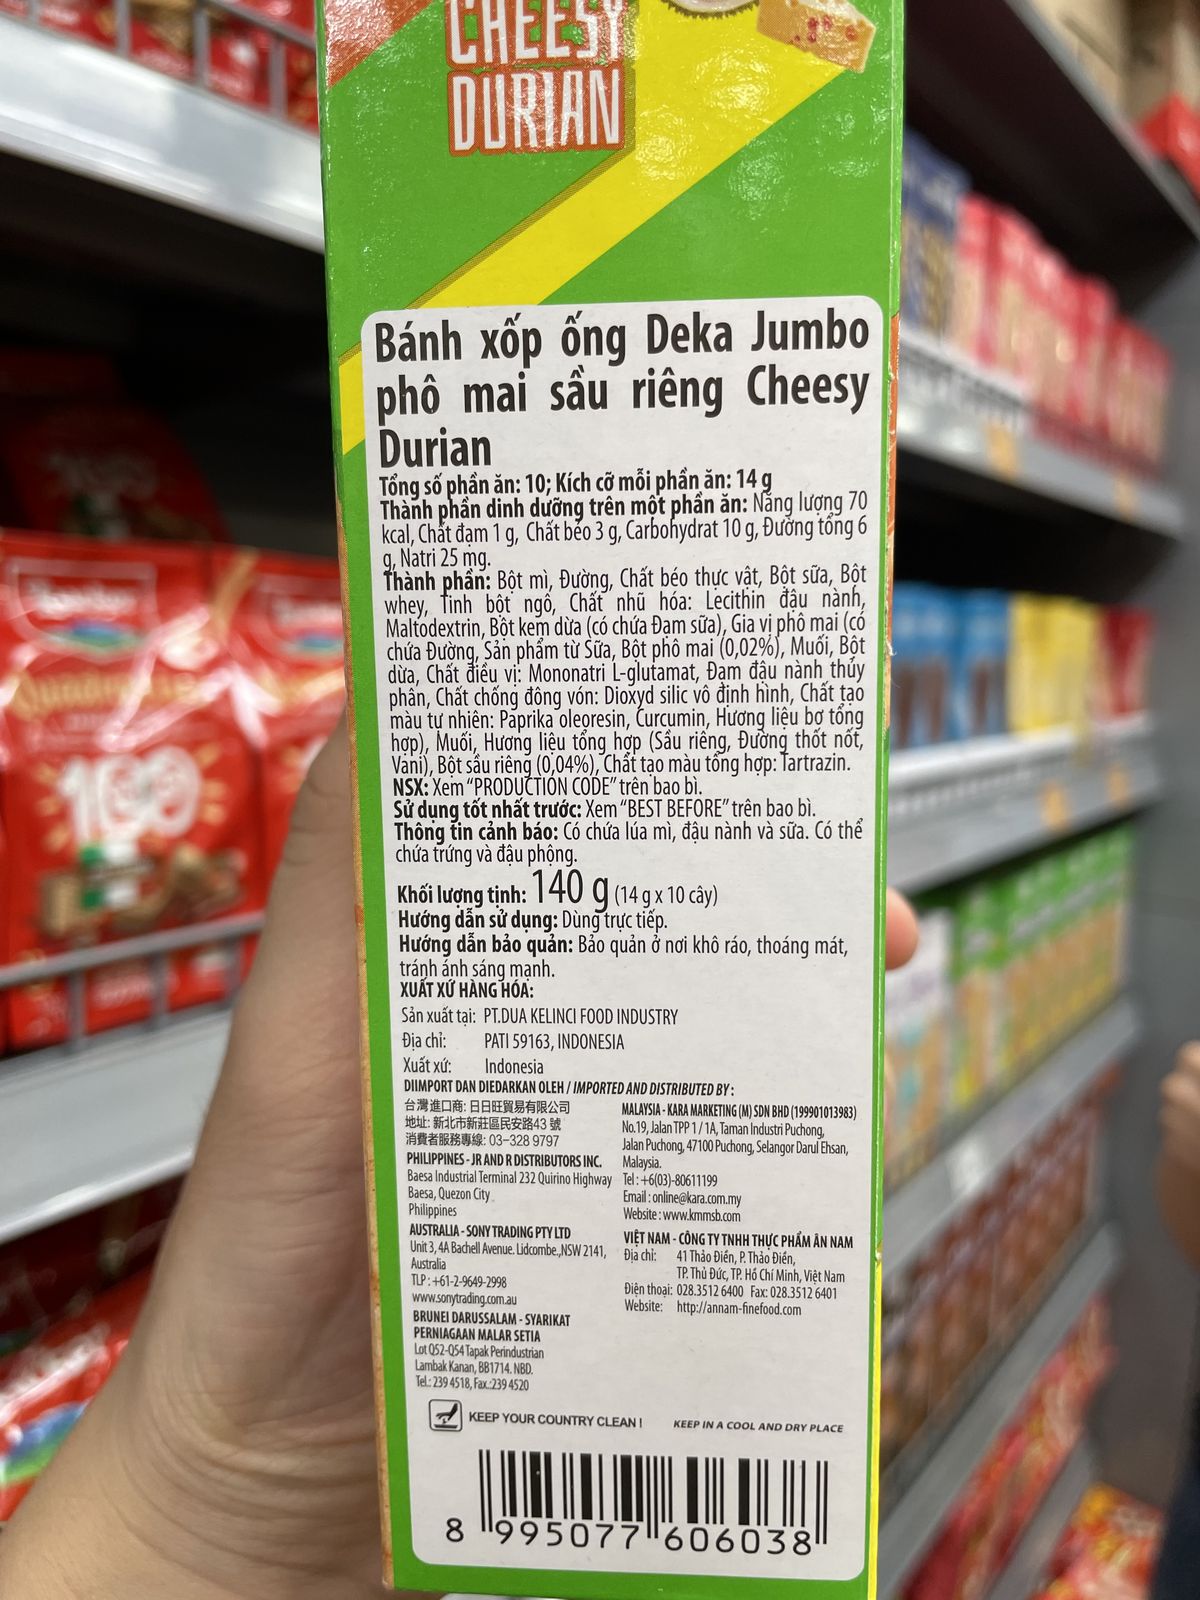 CHEESY
DURIAN
Bánh xốp ống Deka Jumbo
phô mai sầu riêng Cheesy
Durian
Tổng số phần ăn: 10; Kích cỡ mỗi phần ăn: 14 g
Thành phần dinh dưỡng trên một phần ăn: Năng lượng 70
kcal, Chất đạm 1 g, Chất béo 3 g, Carbohydrat 10 g, Đường tổng 6
g, Natri 25 mg.
Thành phần: Bột mì, Đường, Chất béo thực vật, Bột sữa, Bột
whey, Tinh bột ngô, Chất nhũ hóa: Lecithin đậu nành,
Maltodextrin, Bột kem dừa (có chứa Đạm sữa), Gia vị phô mai (có
chứa Đường, Sản phẩm từ Sữa, Bột phô mai (0,02%), Muối, Bột
dừa, Chất điều vị: Mononatri L-glutamat, Đạm đậu nành thủy
phân, Chất chống đông vón: Dioxyd silic vô định hình, Chất tạo
màu tự nhiên: Paprika oleoresin, Curcumin, Hương liệu bơ tổng
hợp), Muối, Hương liệu tổng hợp (Sầu riêng, Đường thốt nốt,
Vani), Bột sầu riêng (0,04%), Chất tạo màu tổng hợp: Tartrazin.
NSX: Xem "PRODUCTION CODE" trên bao bì.
Sử dụng tốt nhất trước: Xem "BEST BEFORE" trên bao bì.
Thông tin cảnh báo: Có chứa lúa mì, đậu nành và sữa. Có thể
chứa trứng và đậu phộng.
Khối lượng tịnh: 140 g (14 g x 10 cây)
Hướng dẫn sử dụng: Dùng trực tiếp.
Hướng dẫn bảo quản: Bảo quản ở nơi khô ráo, thoáng mát,
tránh ánh sáng mạnh.
XUẤT XỨ HÀNG HÓA:
Sản xuất tại: PT.DUA KELINCI FOOD INDUSTRY
Địa chỉ: PATI 59163, INDONESIA
Xuất xứ: Indonesia
DIIMPORT DAN DIEDARKAN OLEH / IMPORTED AND DISTRIBUTED BY :
台灣進口商: 日日旺貿易有限公司
地址: 新北市新莊區民安路43 號
消費者服務專線: 03-328 9797
PHILIPPINES - JR AND R DISTRIBUTORS INC.
Baesa Industrial Terminal 232 Quirino Highway
Baesa, Quezon City
Philippines
AUSTRALIA - SONY TRADING PTY LTD
Unit 3, 4A Bachell Avenue. Lidcombe.,NSW 2141,
Australia
TLP : +61-2-9649-2998
www.sonytrading.com.au
BRUNEI DARUSSALAM - SYARIKAT
PERNIAGAAN MALAR SETIA
Lot Q52-Q54 Tapak Perindustrian
Lambak Kanan, BB1714. NBD.
Tel.: 239 4518, Fax.:239 4520
MALAYSIA - KARA MARKETING (M) SDN BHD (199901013983)
No.19, Jalan TPP 1 / 1A, Taman Industri Puchong,
Jalan Puchong, 47100 Puchong, Selangor Darul Ehsan,
Malaysia.
Tel : +6(03)-80611199
Email : online@kara.com.my
Website : www.kmmsb.com
VIỆT NAM - CÔNG TY TNHH THỰC PHẨM ÂN NAM
Địa chỉ: 41 Thảo Điền, P. Thảo Điền,
TP. Thủ Đức, TP. Hồ Chí Minh, Việt Nam
Điện thoại: 028.3512 6400 Fax: 028.3512 6401
Website: http://annam-finefood.com
KEEP YOUR COUNTRY CLEAN !
KEEP IN A COOL AND DRY PLACE
8 995077 606038
100